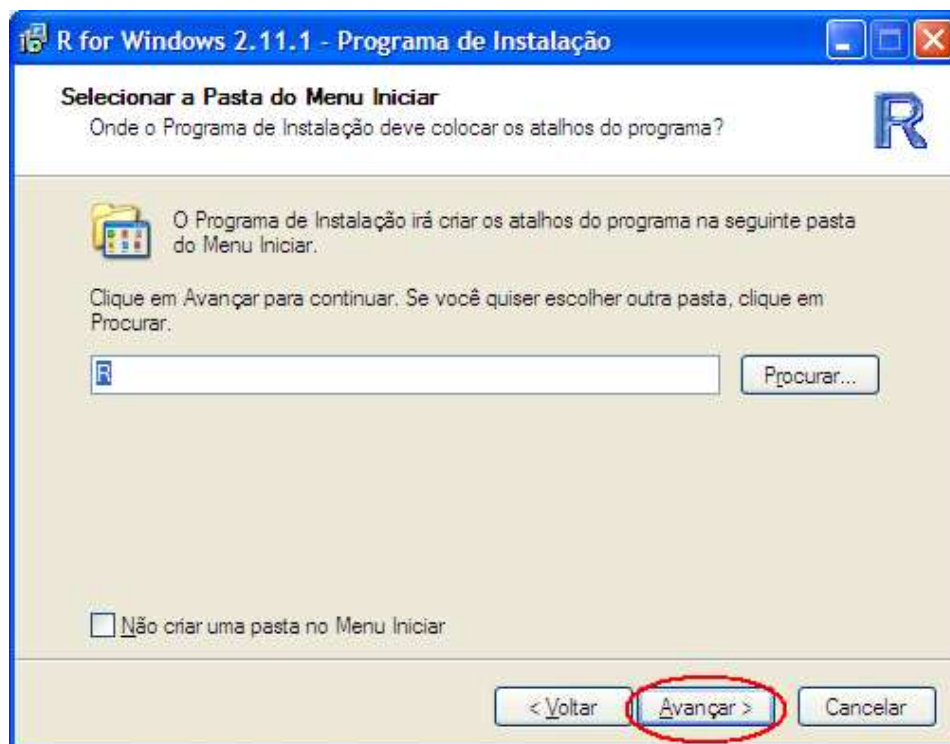 R for Windows 2.11.1 - Programa de Instalação
Selecionar a Pasta do Menu Iniciar
Onde o Programa de Instalação deve colocar os atalhos do programa?
R
O Programa de Instalação irá criar os atalhos do programa na seguinte pasta
do Menu Iniciar.
Clique em Avançar para continuar. Se você quiser escolher outra pasta, clique em
Procurar.
R
Procurar...
Não criar uma pasta no Menu Iniciar
< Voltar
Avançar >
Cancelar